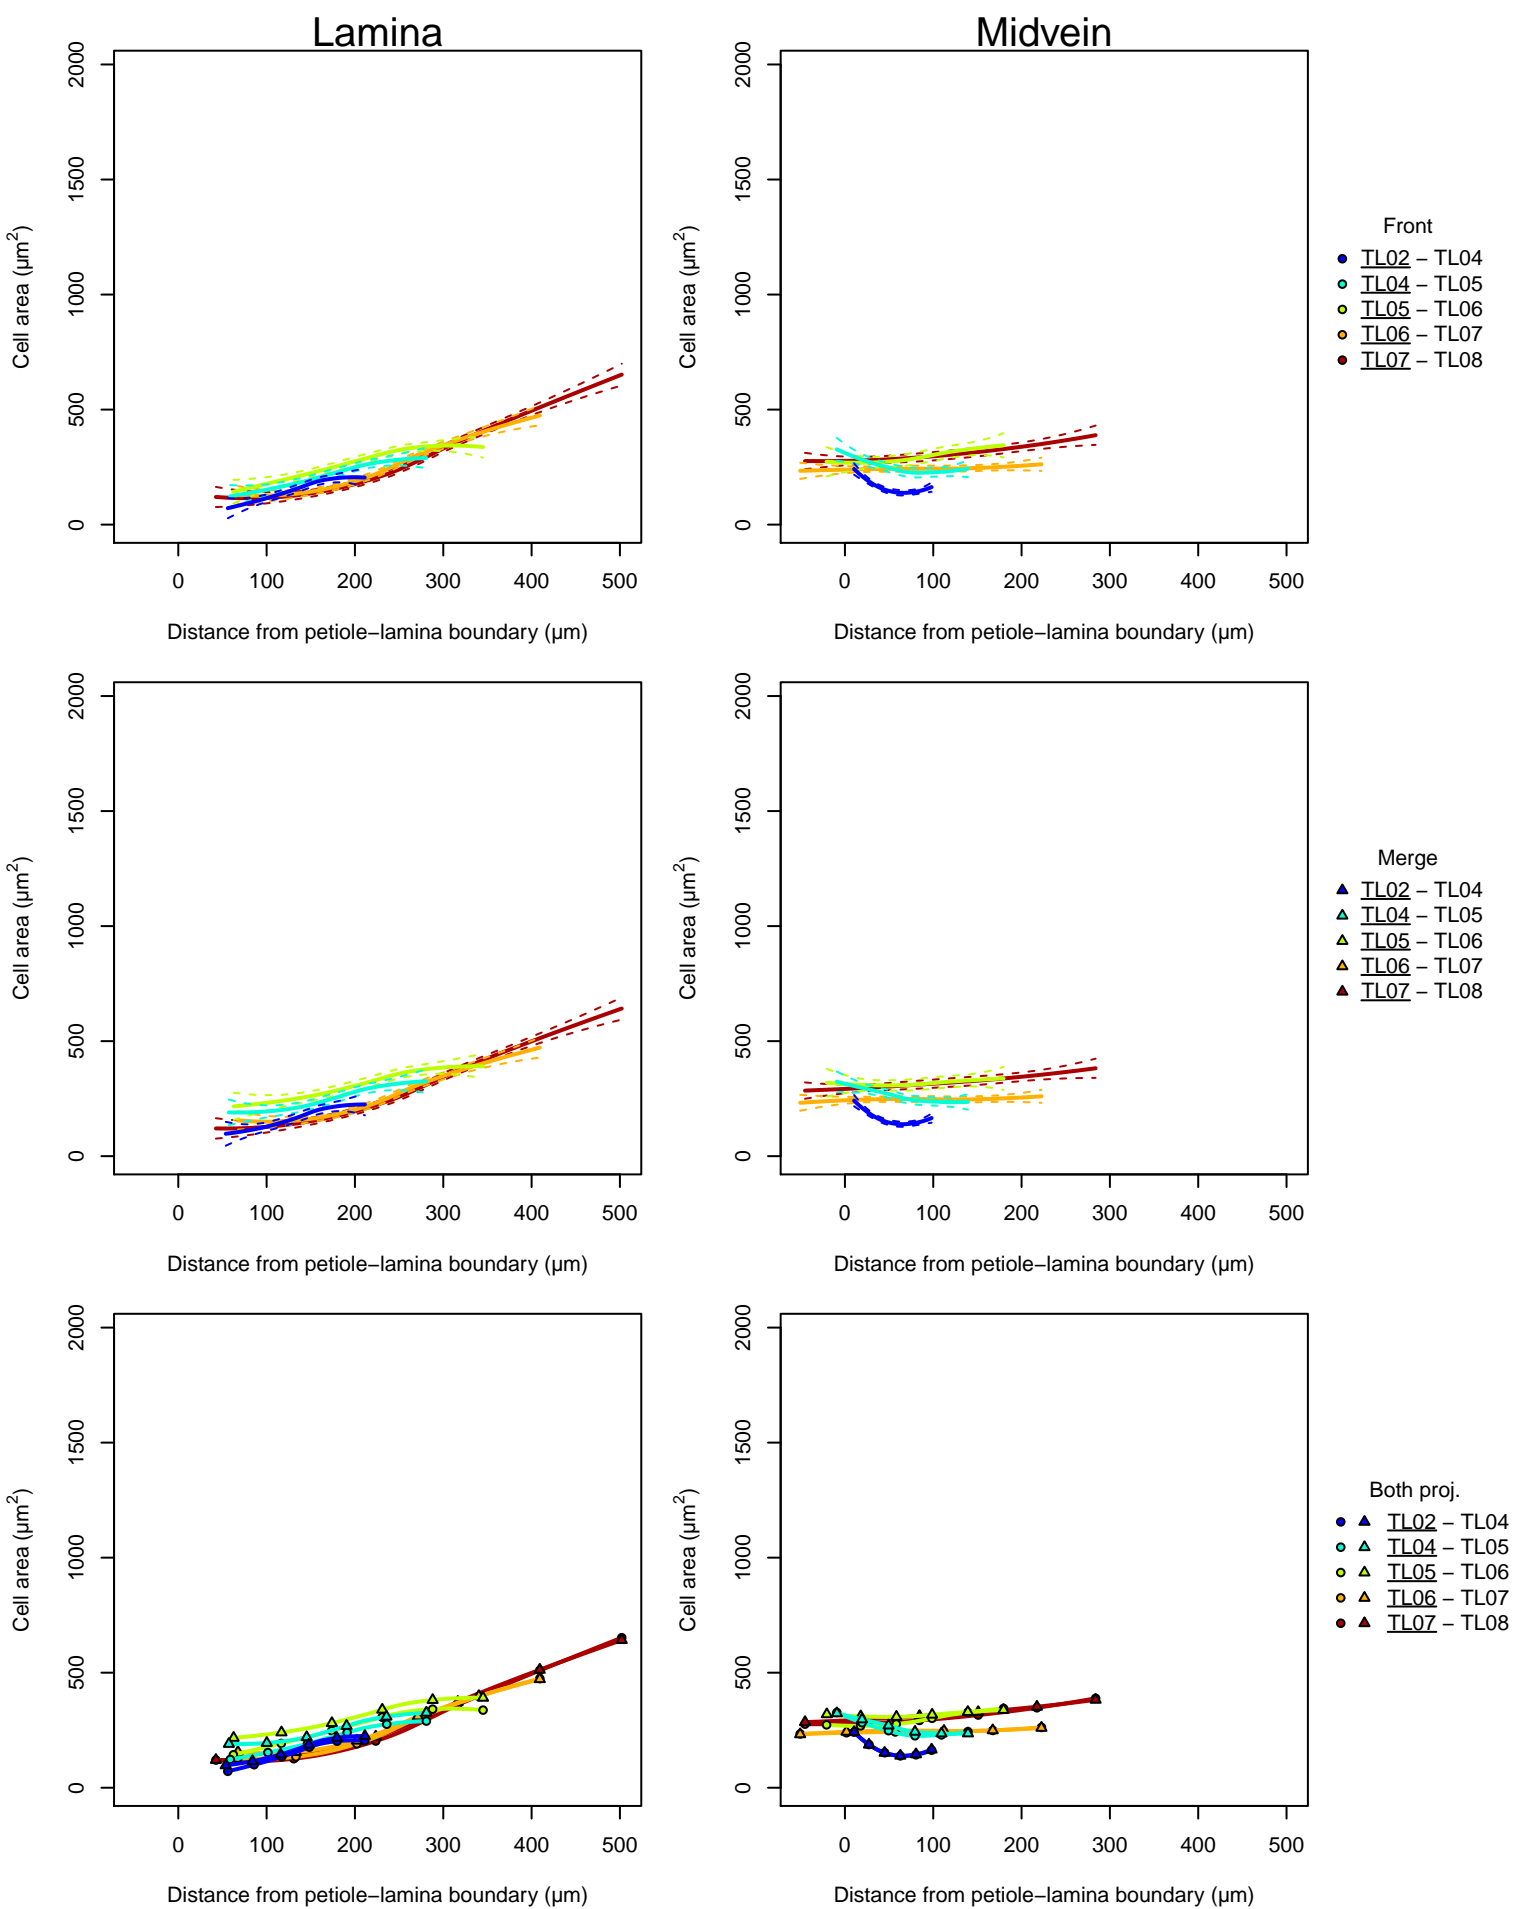 Lamina
Midvein
2000
1500
1000
500
0
Cell area (µm²)
0 100 200 300 400 500
Distance from petiole−lamina boundary (µm)
2000
1500
1000
500
0
Cell area (µm²)
0 100 200 300 400 500
Distance from petiole−lamina boundary (µm)
Front
TL02 − TL04
TL04 − TL05
TL05 − TL06
TL06 − TL07
TL07 − TL08
2000
1500
1000
500
0
Cell area (µm²)
0 100 200 300 400 500
Distance from petiole−lamina boundary (µm)
2000
1500
1000
500
0
Cell area (µm²)
0 100 200 300 400 500
Distance from petiole−lamina boundary (µm)
Merge
TL02 − TL04
TL04 − TL05
TL05 − TL06
TL06 − TL07
TL07 − TL08
2000
1500
1000
500
0
Cell area (µm²)
0 100 200 300 400 500
Distance from petiole−lamina boundary (µm)
2000
1500
1000
500
0
Cell area (µm²)
0 100 200 300 400 500
Distance from petiole−lamina boundary (µm)
Both proj.
TL02 − TL04
TL04 − TL05
TL05 − TL06
TL06 − TL07
TL07 − TL08